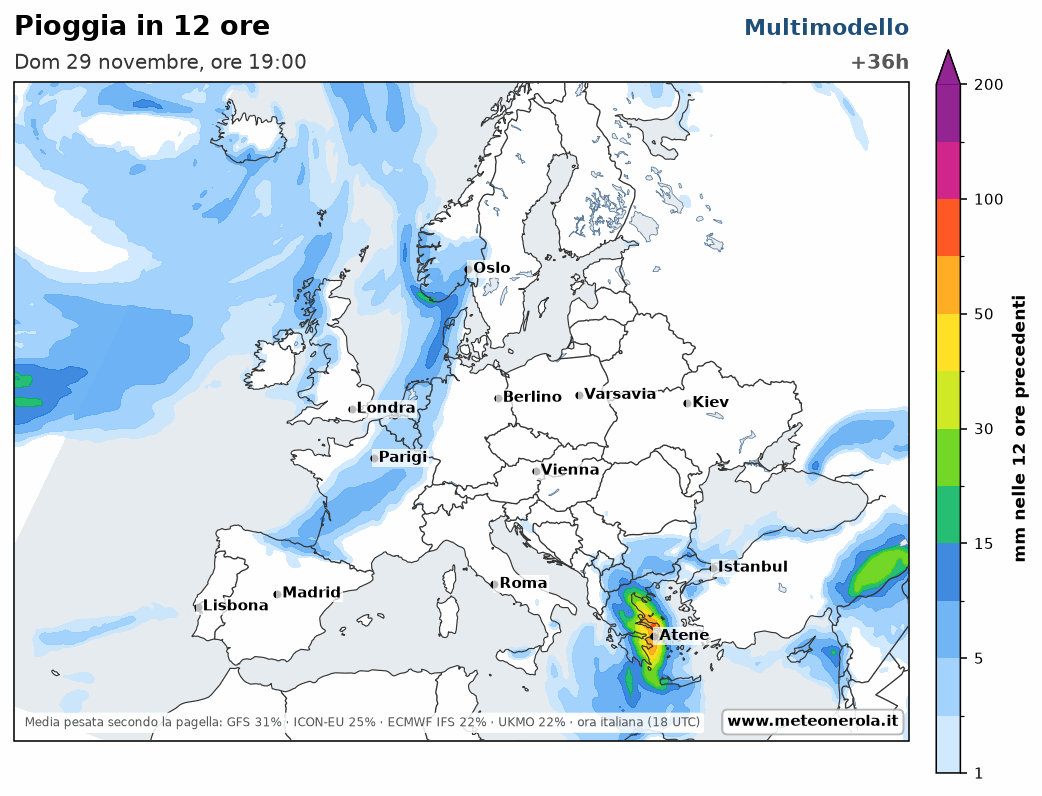 Pioggia in 12 ore
Multimodello
Dom 29 novembre, ore 19:00
+36h
200
100
50
30
15
5
1
mm nelle 12 ore precedenti
Oslo
Londra
Berlino
Varsavia
Kiev
Parigi
Vienna
Istanbul
Roma
Madrid
Lisbona
Atene
Media pesata secondo la pagella: GFS 31% · ICON-EU 25% · ECMWF IFS 22% · UKMO 22% · ora italiana (18 UTC)
www.meteonerola.it